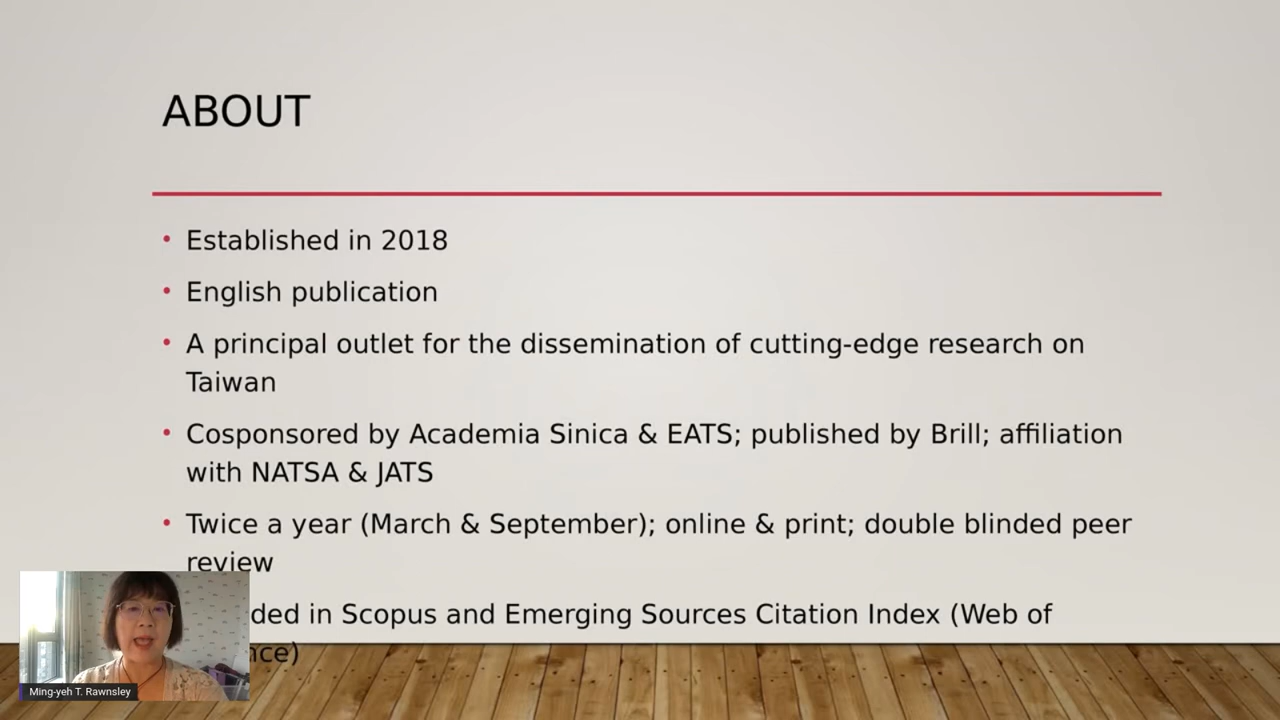 ABOUT
• Established in 2018
• English publication
• A principal outlet for the dissemination of cutting-edge research on
Taiwan
• Cosponsored by Academia Sinica & EATS; published by Brill; affiliation
with NATSA & JATS
• Twice a year (March & September); online & print; double blinded peer
review
in Scopus and Emerging Sources Citation Index (Web of
Ming-yeh T. Rawnsley